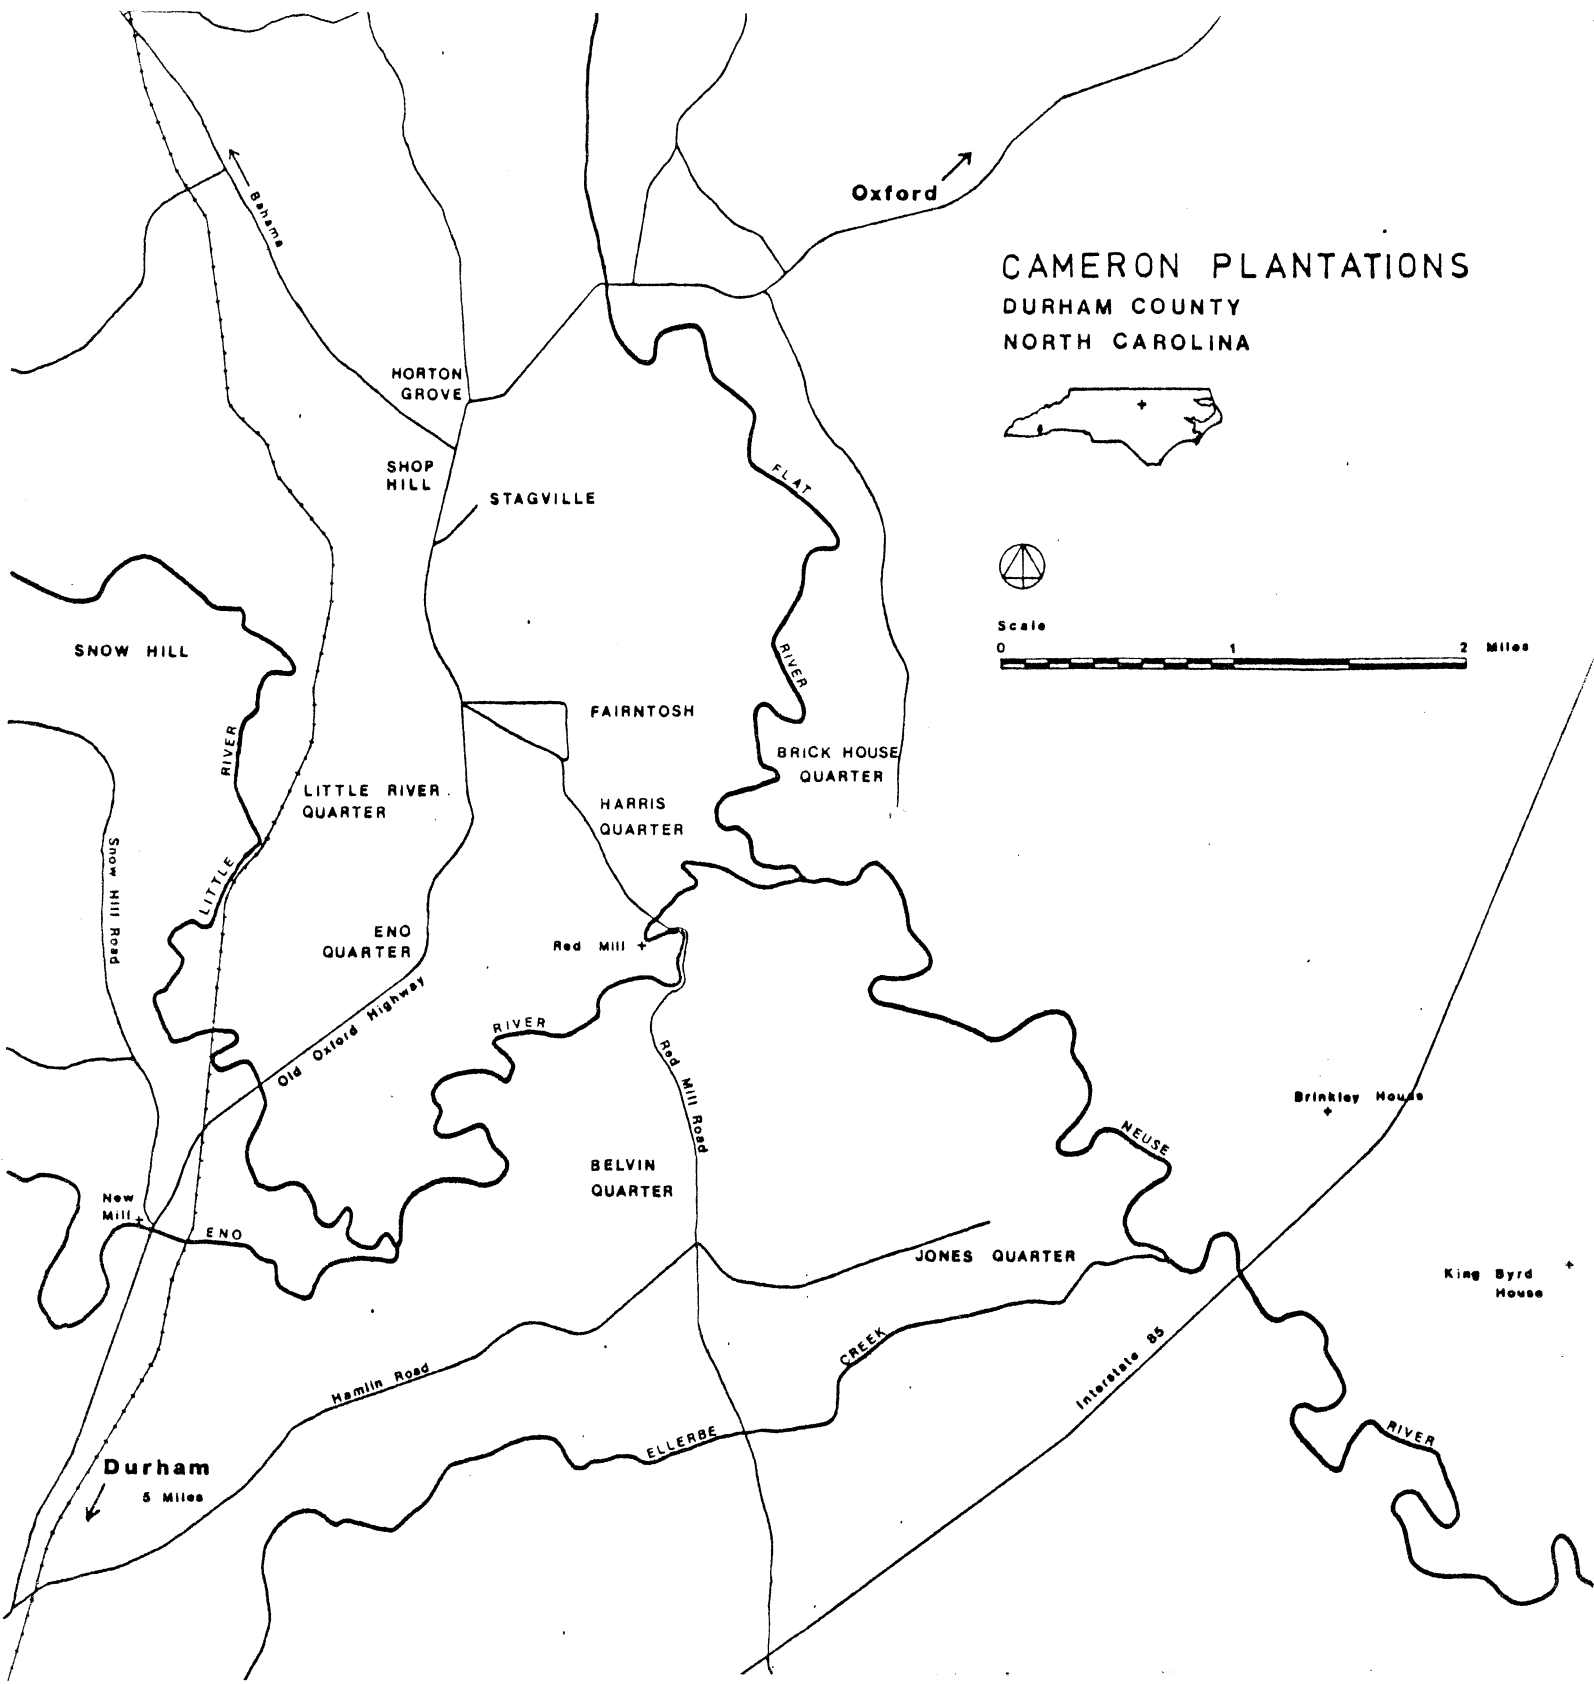 Bahama
Oxford
CAMERON PLANTATIONS
DURHAM COUNTY
NORTH CAROLINA
HORTON
GROVE
SHOP
HILL
STAGVILLE
FLAT
RIVER
Scale
0 1 2 Miles
SNOW HILL
FAIRNTOSH
RIVER
LITTLE
BRICK HOUSE
QUARTER
LITTLE RIVER
QUARTER
HARRIS
QUARTER
Snow Hill Road
ENO
QUARTER
Red Mill
Old Oxford Highway
RIVER
Red Mill Road
Brinkley House
NEUSE
BELVIN
QUARTER
New
Mill
ENO
JONES QUARTER
King Byrd
House
CREEK
Interstate 85
Hamlin Road
ELLERBE
RIVER
Durham
5 Miles